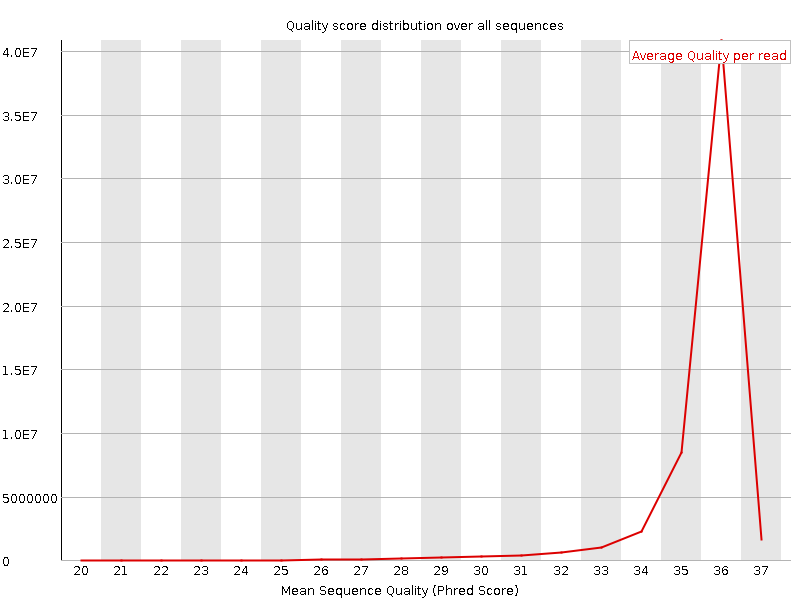 Quality score distribution over all sequences
Average Quality per read
4.0E7
3.5E7
3.0E7
2.5E7
2.0E7
1.5E7
1.0E7
5000000
0
20 21 22 23 24 25 26 27 28 29 30 31 32 33 34 35 36 37
Mean Sequence Quality (Phred Score)